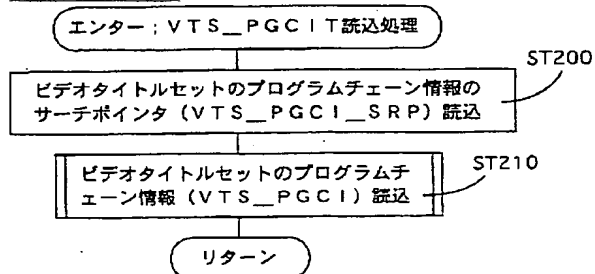 エンター；ＶＴＳ＿ＰＧＣＩＴ読込処理
ST200
ビデオタイトルセットのプログラムチェーン情報の
サーチポインタ（ＶＴＳ＿ＰＧＣＩ＿ＳＲＰ）読込
ST210
ビデオタイトルセットのプログラムチ
ェーン情報（ＶＴＳ＿ＰＧＣＩ）読込
リターン